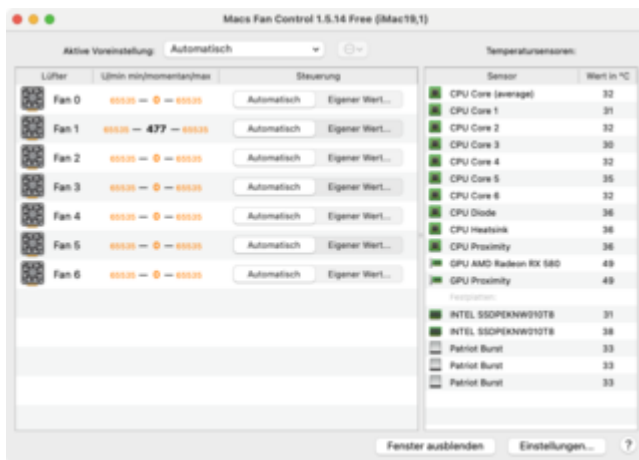 Macs Fan Control 1.5.14 Free (iMac19,1)
Aktive Voreinstellung: Automatisch
Temperatursensoren:
Lüfter U/min min/momentan/max Steuerung
Fan 0 65535 — 0 — 65535 Automatisch Eigener Wert...
Fan 1 65535 — 477 — 65535 Automatisch Eigener Wert...
Fan 2 65535 — 0 — 65535 Automatisch Eigener Wert...
Fan 3 65535 — 0 — 65535 Automatisch Eigener Wert...
Fan 4 65535 — 0 — 65535 Automatisch Eigener Wert...
Fan 5 65535 — 0 — 65535 Automatisch Eigener Wert...
Fan 6 65535 — 0 — 65535 Automatisch Eigener Wert...
Sensor Wert in °C
CPU Core (average) 32
CPU Core 1 31
CPU Core 2 32
CPU Core 3 30
CPU Core 4 32
CPU Core 5 35
CPU Core 6 32
CPU Diode 36
CPU Heatsink 36
CPU Proximity 36
GPU AMD Radeon RX 580 49
GPU Proximity 49
Festplatten:
INTEL SSDPEKNW010T8 31
INTEL SSDPEKNW010T8 38
Patriot Burst 33
Patriot Burst 33
Patriot Burst 33
Fenster ausblenden Einstellungen... ?